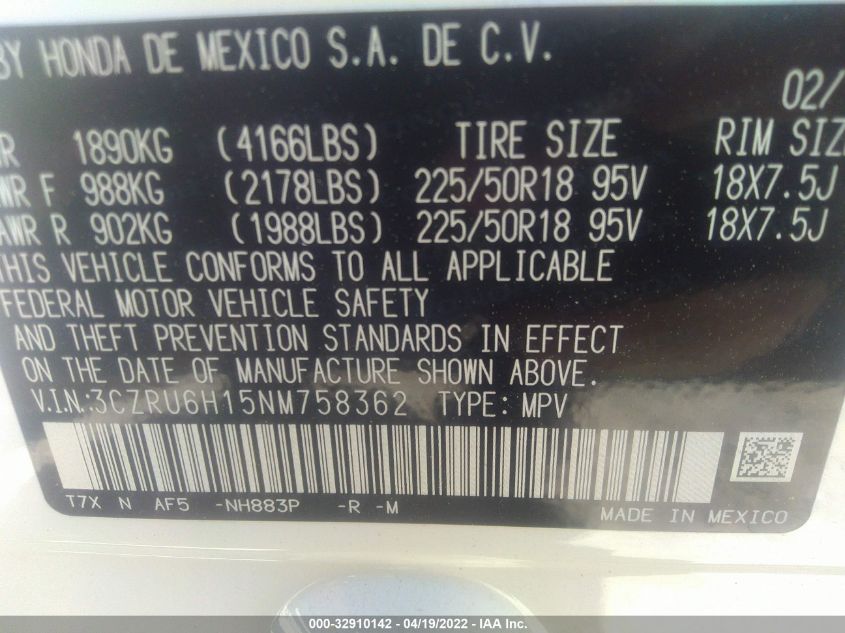 BY HONDA DE MEXICO S.A. DE C.V.
02/
1890KG (4166LBS) TIRE SIZE RIM SIZE
WR F 988KG (2178LBS) 225/50R18 95V 18X7.5J
AWR R 902KG (1988LBS) 225/50R18 95V 18X7.5J
THIS VEHICLE CONFORMS TO ALL APPLICABLE
FEDERAL MOTOR VEHICLE SAFETY
AND THEFT PREVENTION STANDARDS IN EFFECT
ON THE DATE OF MANUFACTURE SHOWN ABOVE.
V.I.N.:3CZRU6H15NM758362 TYPE: MPV
T7X N AF5 -NH883P -R -M
MADE IN MEXICO
000-32910142 - 04/19/2022 - IAA Inc.